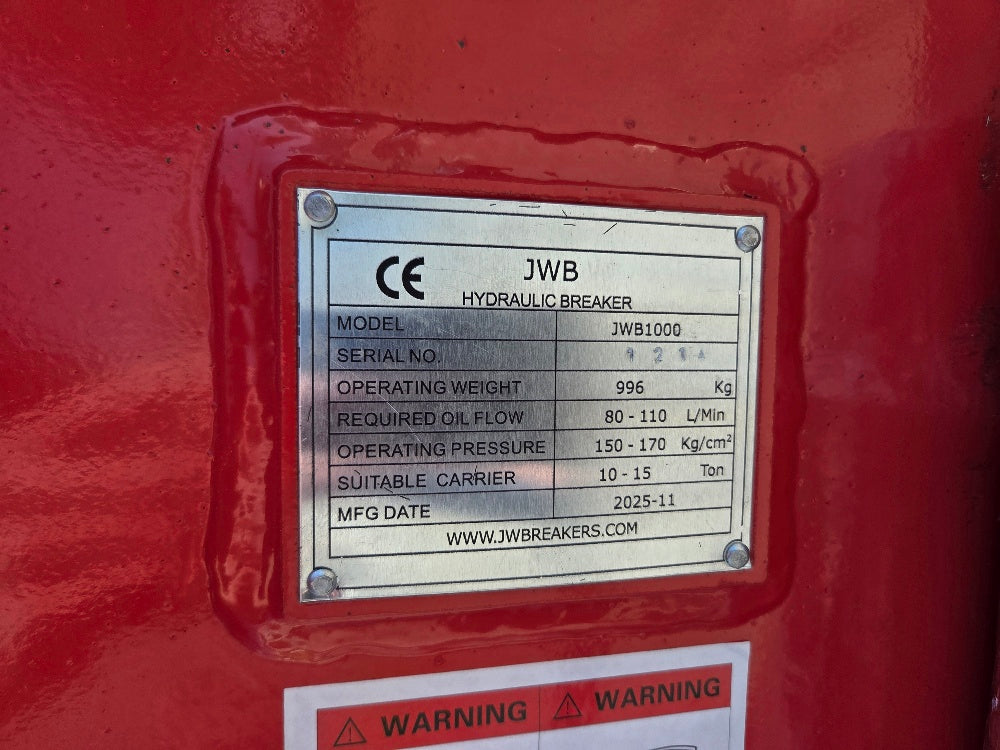 CE JWB
HYDRAULIC BREAKER
MODEL JWB1000
SERIAL NO.
OPERATING WEIGHT 996 Kg
REQUIRED OIL FLOW 80 - 110 L/Min
OPERATING PRESSURE 150 - 170 Kg/cm²
SUITABLE CARRIER 10 - 15 Ton
MFG DATE 2025-11
WWW.JWBREAKERS.COM
WARNING WARNING